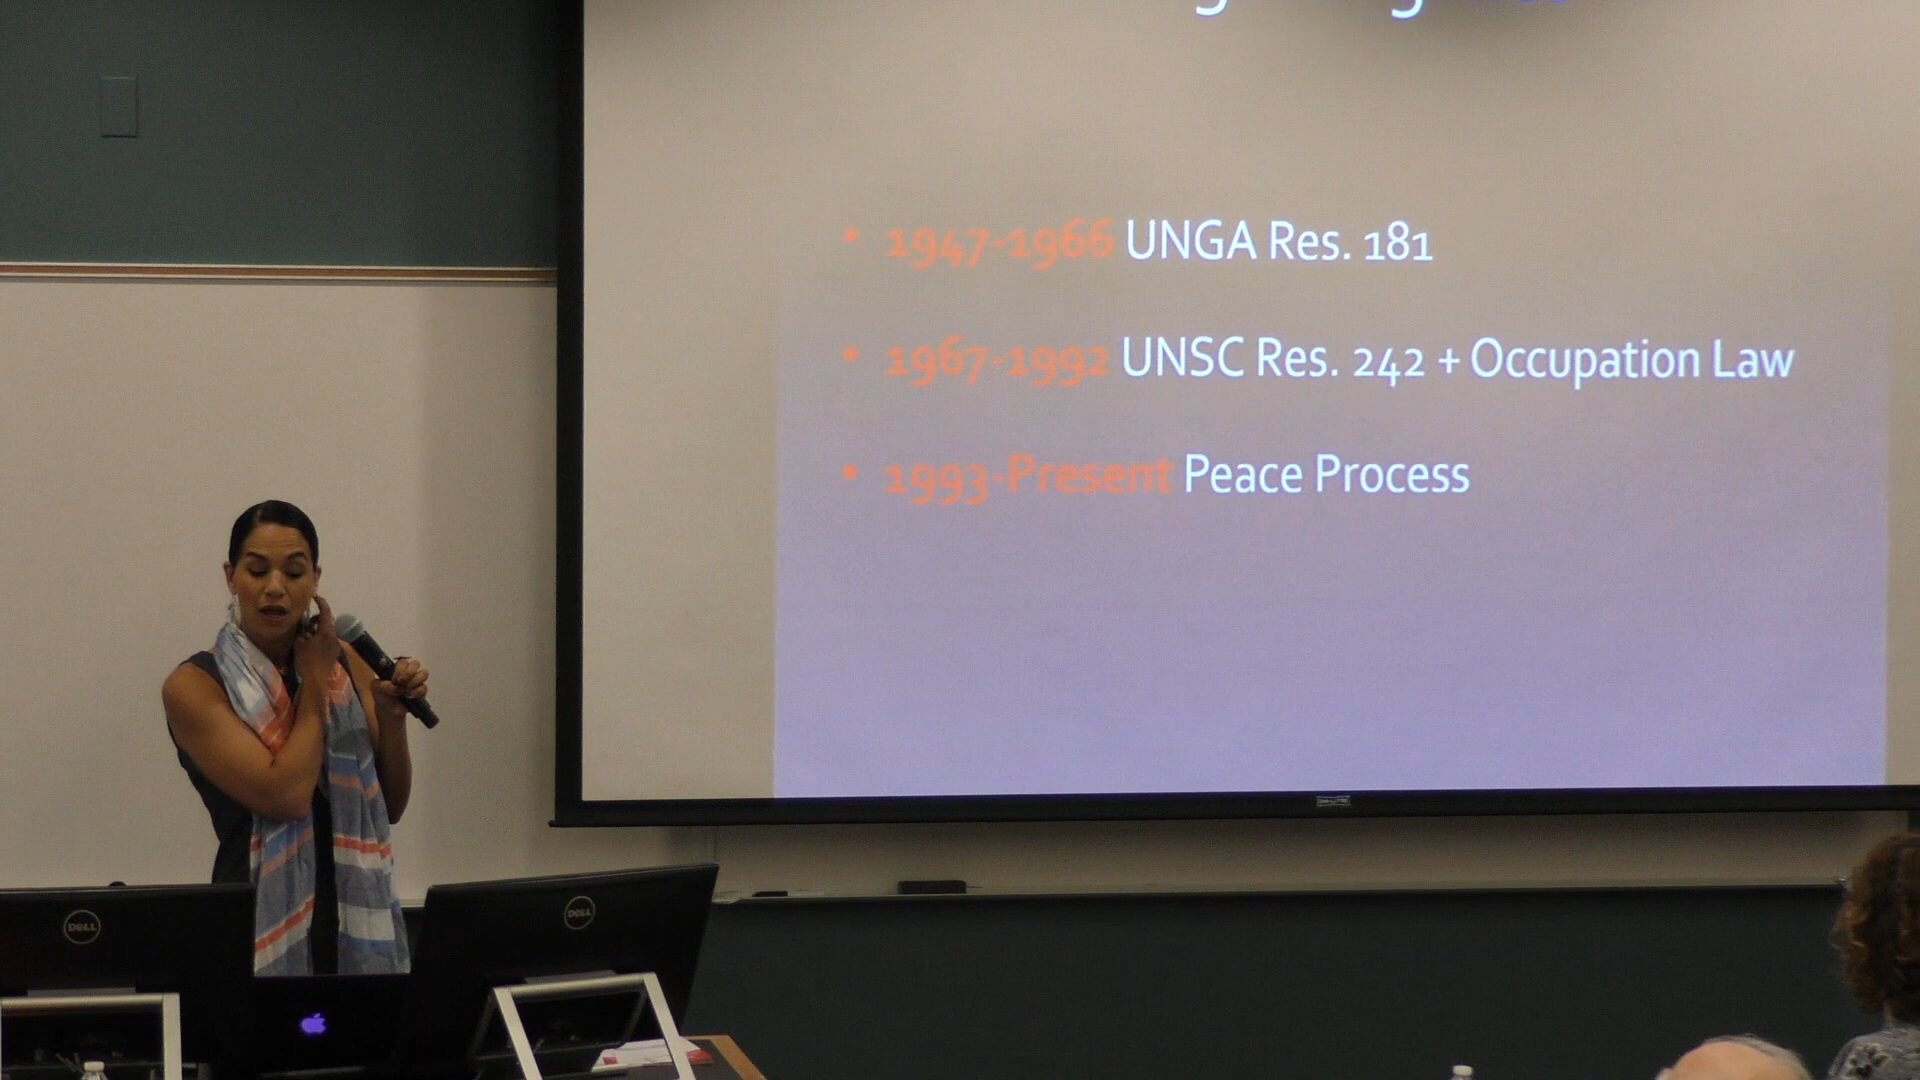 • 1947-1966 UNGA Res. 181
• 1967-1992 UNSC Res. 242 + Occupation Law
• 1993-Present Peace Process
DELL
DELL